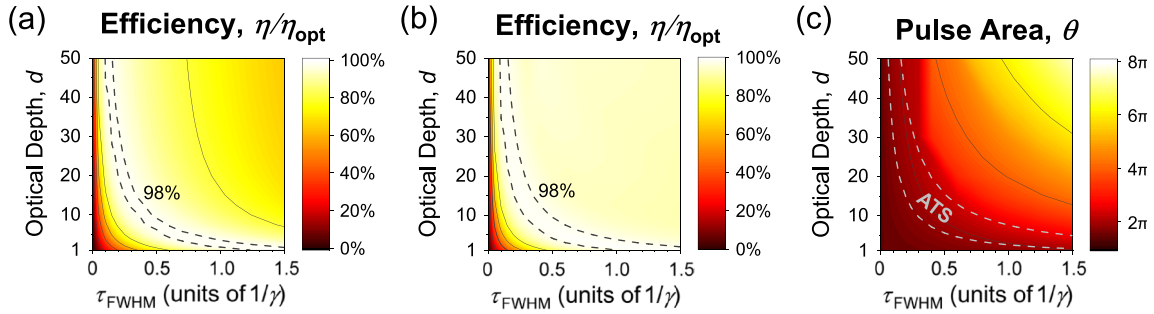 (a)
Efficiency, η/ηopt
Optical Depth, d
50
40
30
20
10
1
98%
0
0.5
1.0
1.5
τFWHM (units of 1/γ)
100%
80%
60%
40%
20%
0%
(b)
Efficiency, η/ηopt
Optical Depth, d
50
40
30
20
10
1
98%
0
0.5
1.0
1.5
τFWHM (units of 1/γ)
100%
80%
60%
40%
20%
0%
(c)
Pulse Area, θ
Optical Depth, d
50
40
30
20
10
1
ATS
0
0.5
1.0
1.5
τFWHM (units of 1/γ)
8π
6π
4π
2π